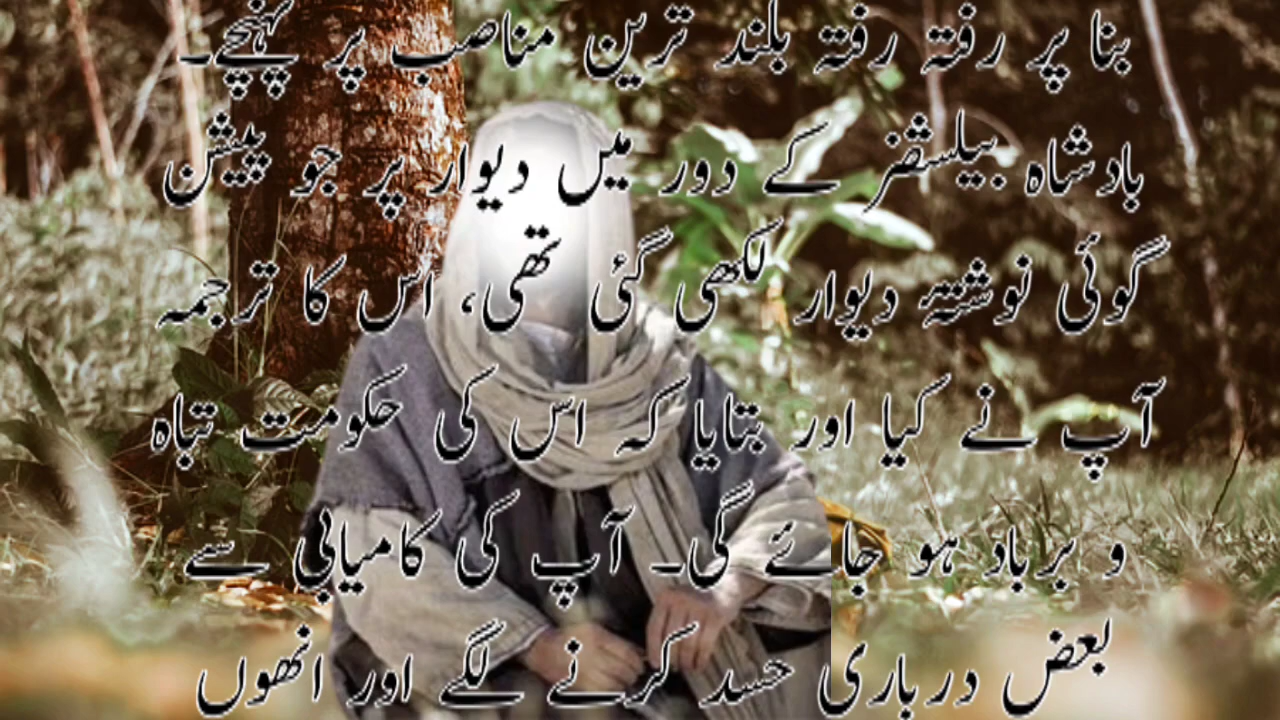 بنا پر رفتہ رفتہ بلند ترین مناصب پر پہنچے۔
بادشاہ بیلسفنر کے دور میں دیوار پر جو پیشن
گوئی نوشتۂ دیوار لکھی گئی تھی، اس کا ترجمہ
آپ نے کیا اور بتایا کہ اس کی حکومت تباہ
و برباد ہو جائے گی۔ آپ کی کامیابی سے
بعض درباری حسد کرنے لگے اور انھوں